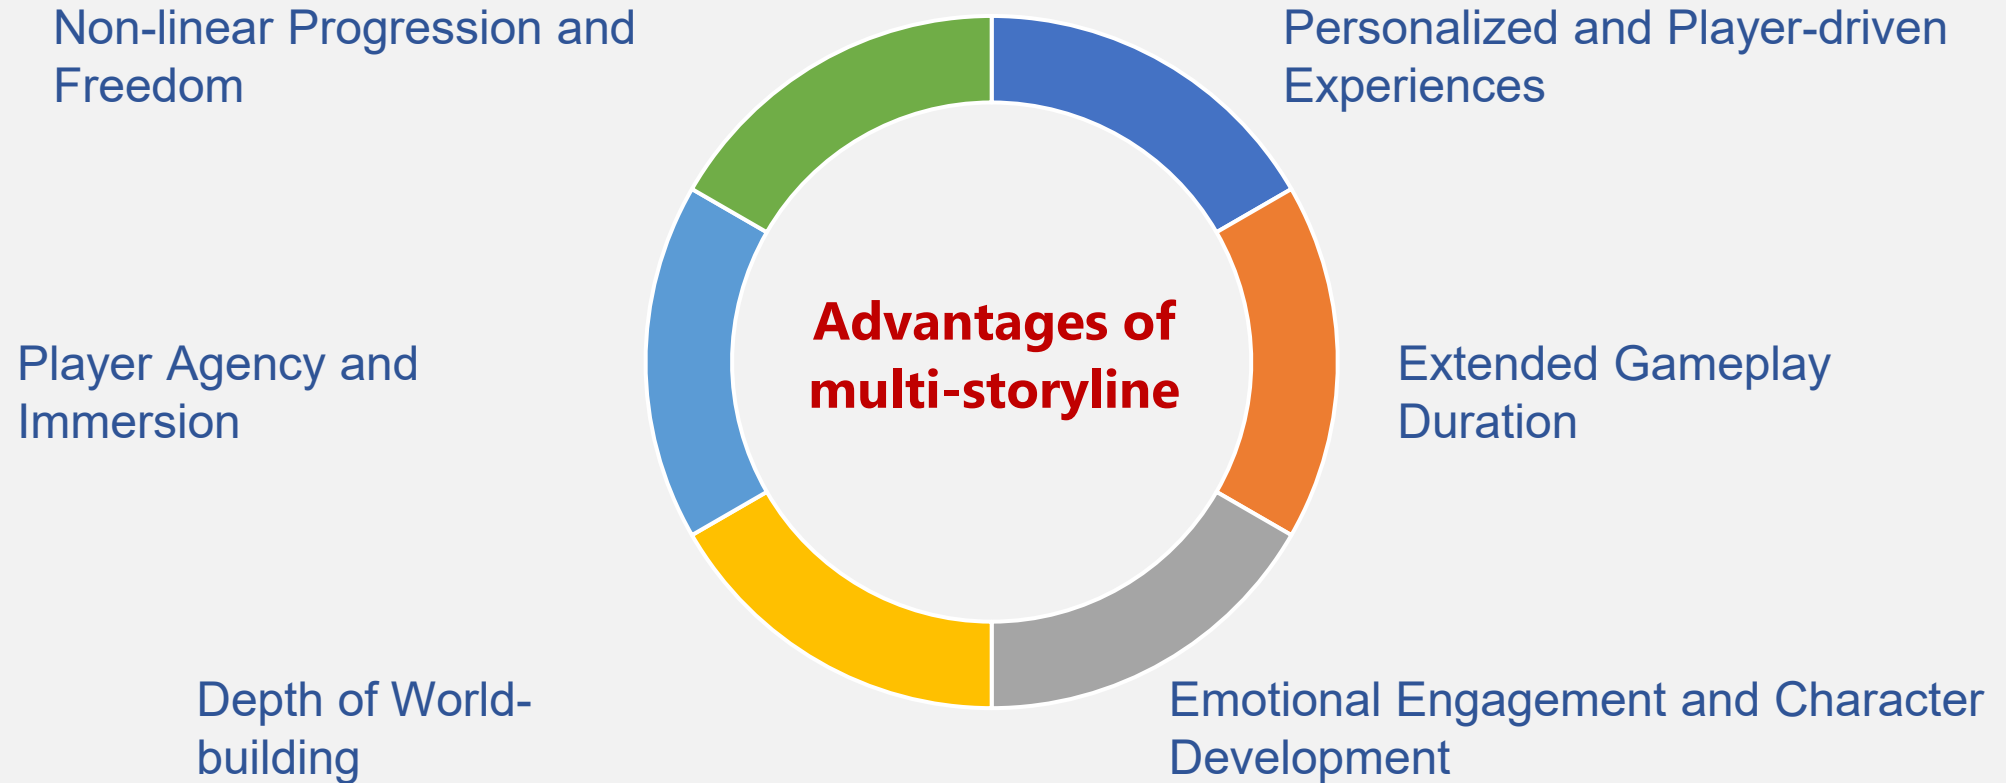 Non-linear Progression and
Freedom
Personalized and Player-driven
Experiences
Advantages of
multi-storyline
Player Agency and
Immersion
Extended Gameplay
Duration
Depth of World-
building
Emotional Engagement and Character
Development